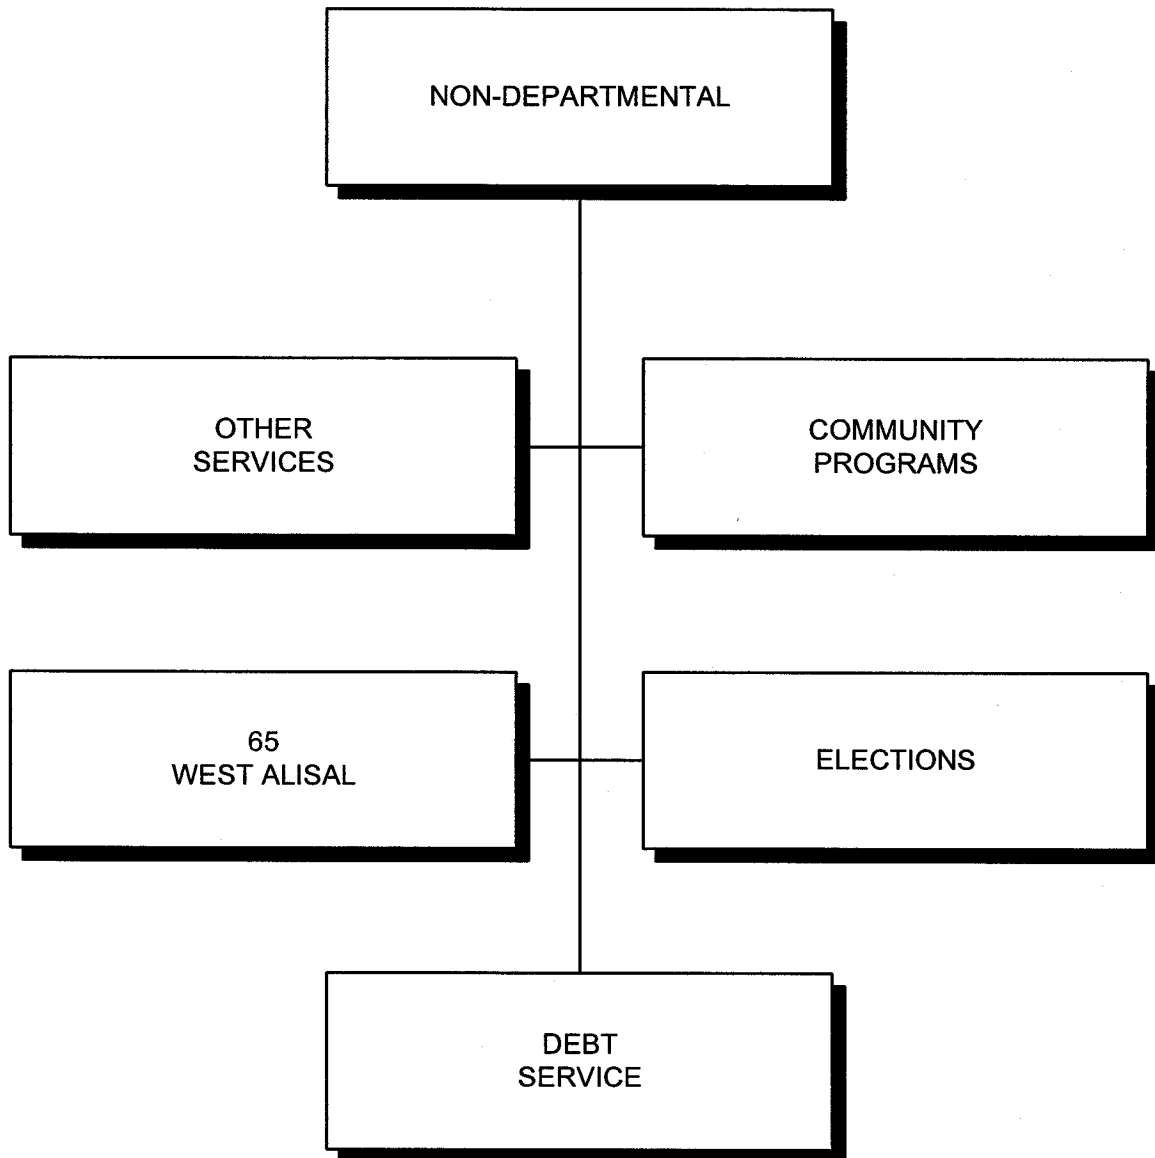 NON-DEPARTMENTAL
OTHER
SERVICES
COMMUNITY
PROGRAMS
65
WEST ALISAL
ELECTIONS
DEBT
SERVICE